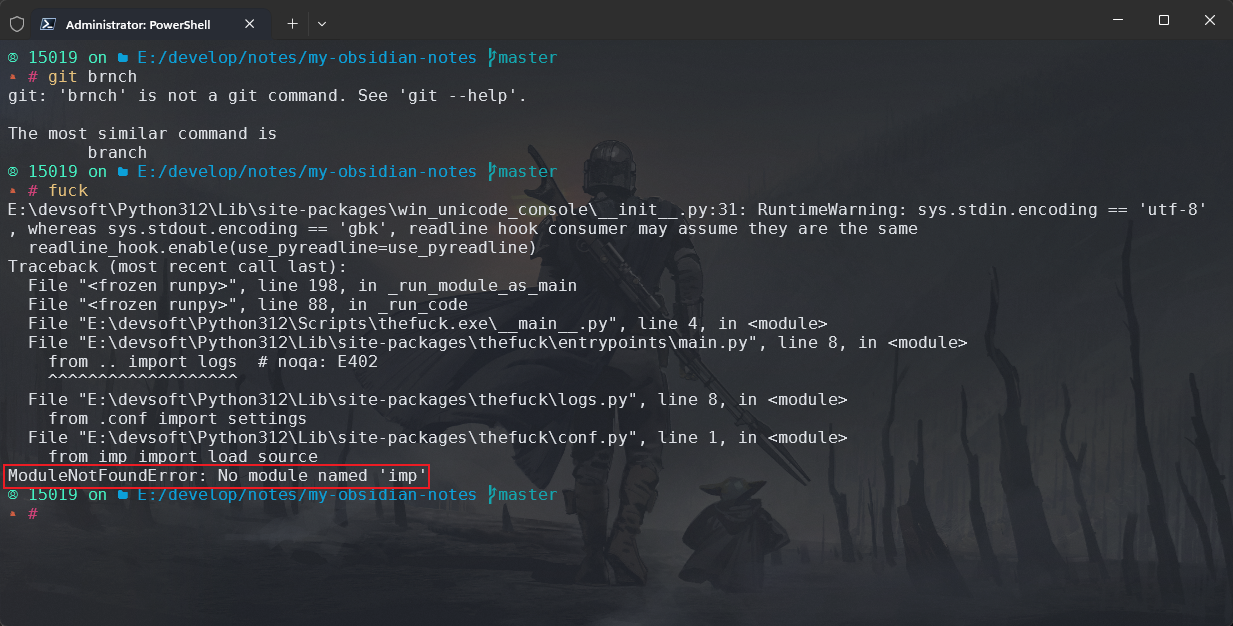 Administrator: PowerShell
15019 on E:/develop/notes/my-obsidian-notes master
# git brnch
git: 'brnch' is not a git command. See 'git --help'.
The most similar command is
branch
15019 on E:/develop/notes/my-obsidian-notes master
# fuck
E:\devsoft\Python312\Lib\site-packages\win_unicode_console\__init__.py:31: RuntimeWarning: sys.stdin.encoding == 'utf-8'
, whereas sys.stdout.encoding == 'gbk', readline hook consumer may assume they are the same
readline_hook.enable(use_pyreadline=use_pyreadline)
Traceback (most recent call last):
File "<frozen runpy>", line 198, in _run_module_as_main
File "<frozen runpy>", line 88, in _run_code
File "E:\devsoft\Python312\Scripts\thefuck.exe\__main__.py", line 4, in <module>
File "E:\devsoft\Python312\Lib\site-packages\thefuck\entrypoints\main.py", line 8, in <module>
from .. import logs  # noqa: E402
^^^^^^^^^^^^^^^^^^^
File "E:\devsoft\Python312\Lib\site-packages\thefuck\logs.py", line 8, in <module>
from .conf import settings
File "E:\devsoft\Python312\Lib\site-packages\thefuck\conf.py", line 1, in <module>
from imp import load_source
ModuleNotFoundError: No module named 'imp'
15019 on E:/develop/notes/my-obsidian-notes master
#